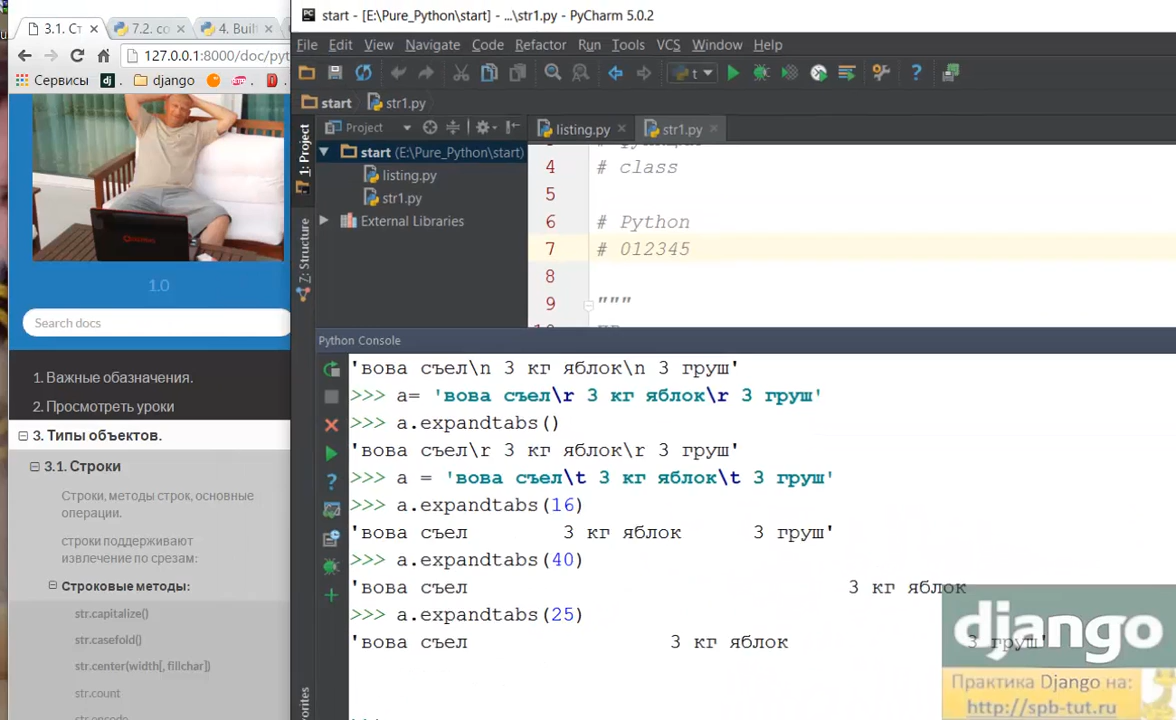 3.1. Ст
7.2. co
4. Built
127.0.0.1:8000/doc/pyt
Сервисы
dj
django
1.0
Search docs
1. Важные обазначения.
2. Просмотреть уроки
3. Типы объектов.
3.1. Строки
Строки, методы строк, основные
операции.
строки поддерживают
извлечение по срезам:
Строковые методы:
str.capitalize()
str.casefold()
str.center(width[, fillchar])
str.count
start - [E:\Pure_Python\start] - ...\str1.py - PyCharm 5.0.2
File Edit View Navigate Code Refactor Run Tools VCS Window Help
t
start
str1.py
Project
listing.py
str1.py
1: Project
Z: Structure
start (E:\Pure_Python\start)
listing.py
str1.py
External Libraries
4 # class
5
6 # Python
7 # 012345
8
9 """
Python Console
'вова съел\n 3 кг яблок\n 3 груш'
>>> a= 'вова съел\r 3 кг яблок\r 3 груш'
>>> a.expandtabs()
'вова съел\r 3 кг яблок\r 3 груш'
>>> a = 'вова съел\t 3 кг яблок\t 3 груш'
>>> a.expandtabs(16)
'вова съел        3 кг яблок      3 груш'
>>> a.expandtabs(40)
'вова съел                                3 кг яблок
>>> a.expandtabs(25)
'вова съел                 3 кг яблок               3 груш'
django
Практика Django на:
http://spb-tut.ru